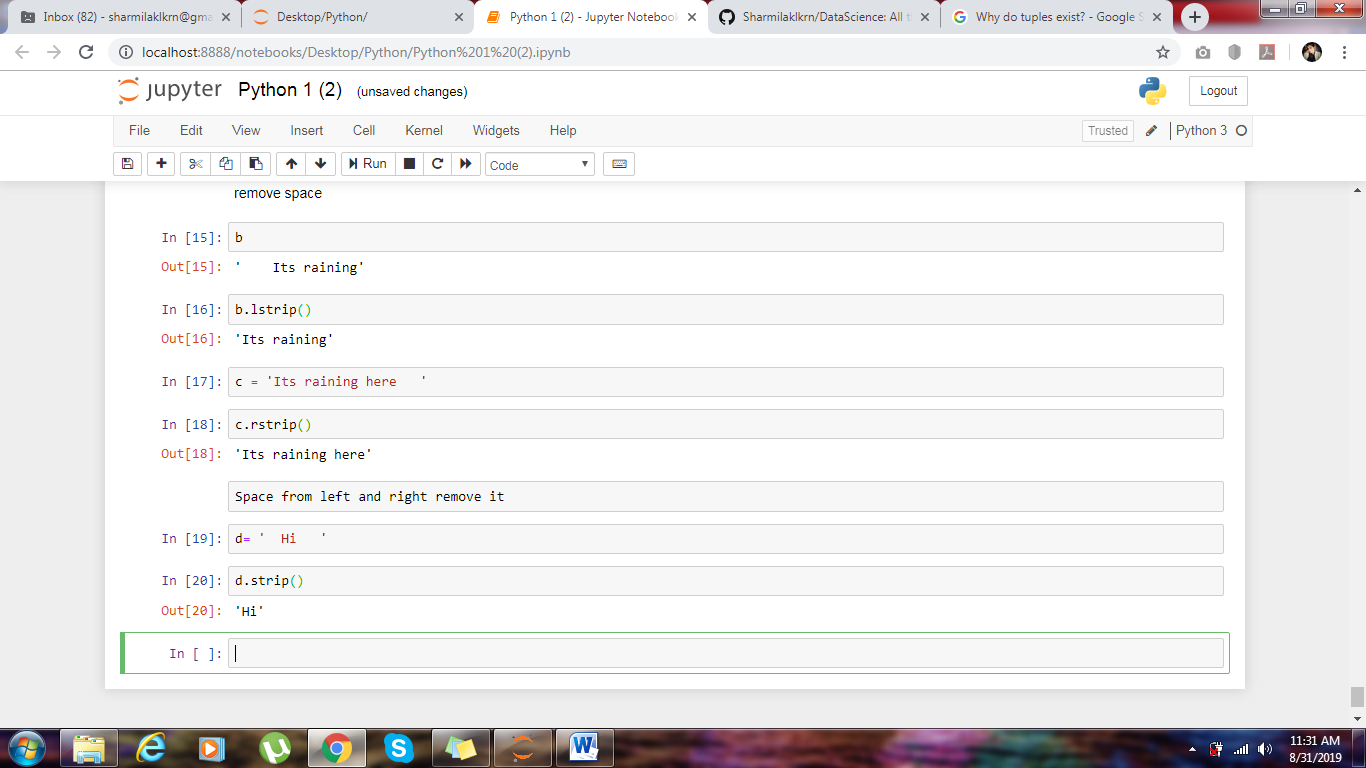 Inbox (82) - sharmilaklkrn@gma
Desktop/Python/
Python 1 (2) - Jupyter Notebook
Sharmilaklkrn/DataScience: All t
Why do tuples exist? - Google S
localhost:8888/notebooks/Desktop/Python/Python%201%20(2).ipynb
jupyter Python 1 (2) (unsaved changes)
Logout
File Edit View Insert Cell Kernel Widgets Help
Trusted Python 3
Run Code
remove space
In [15]: b
Out[15]: '    Its raining'
In [16]: b.lstrip()
Out[16]: 'Its raining'
In [17]: c = 'Its raining here   '
In [18]: c.rstrip()
Out[18]: 'Its raining here'
Space from left and right remove it
In [19]: d= '  Hi   '
In [20]: d.strip()
Out[20]: 'Hi'
In [ ]:
11:31 AM
8/31/2019